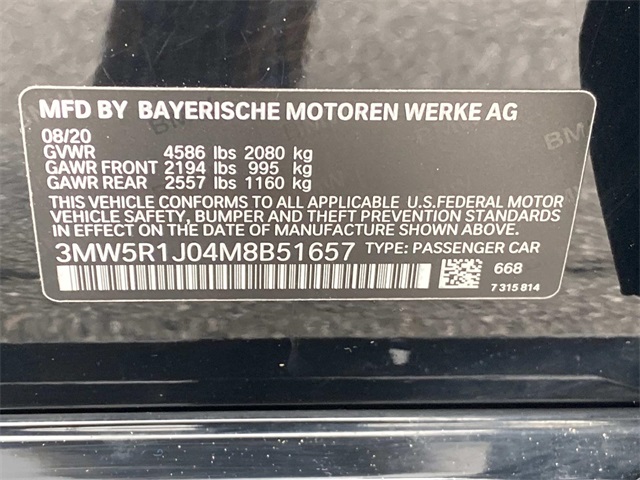 MFD BY BAYERISCHE MOTOREN WERKE AG
08/20
GVWR 4586 lbs 2080 kg
GAWR FRONT 2194 lbs 995 kg
GAWR REAR 2557 lbs 1160 kg
THIS VEHICLE CONFORMS TO ALL APPLICABLE U.S.FEDERAL MOTOR
VEHICLE SAFETY, BUMPER AND THEFT PREVENTION STANDARDS
IN EFFECT ON THE DATE OF MANUFACTURE SHOWN ABOVE.
3MW5R1J04M8B51657 TYPE: PASSENGER CAR
668
7 315 814